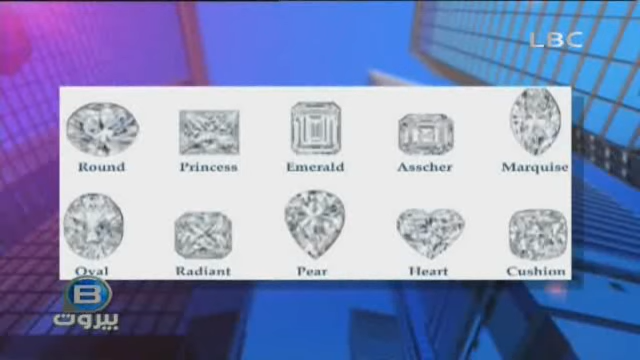 LBC
Round Princess Emerald Asscher Marquise
Oval Radiant Pear Heart Cushion
B
بيروت